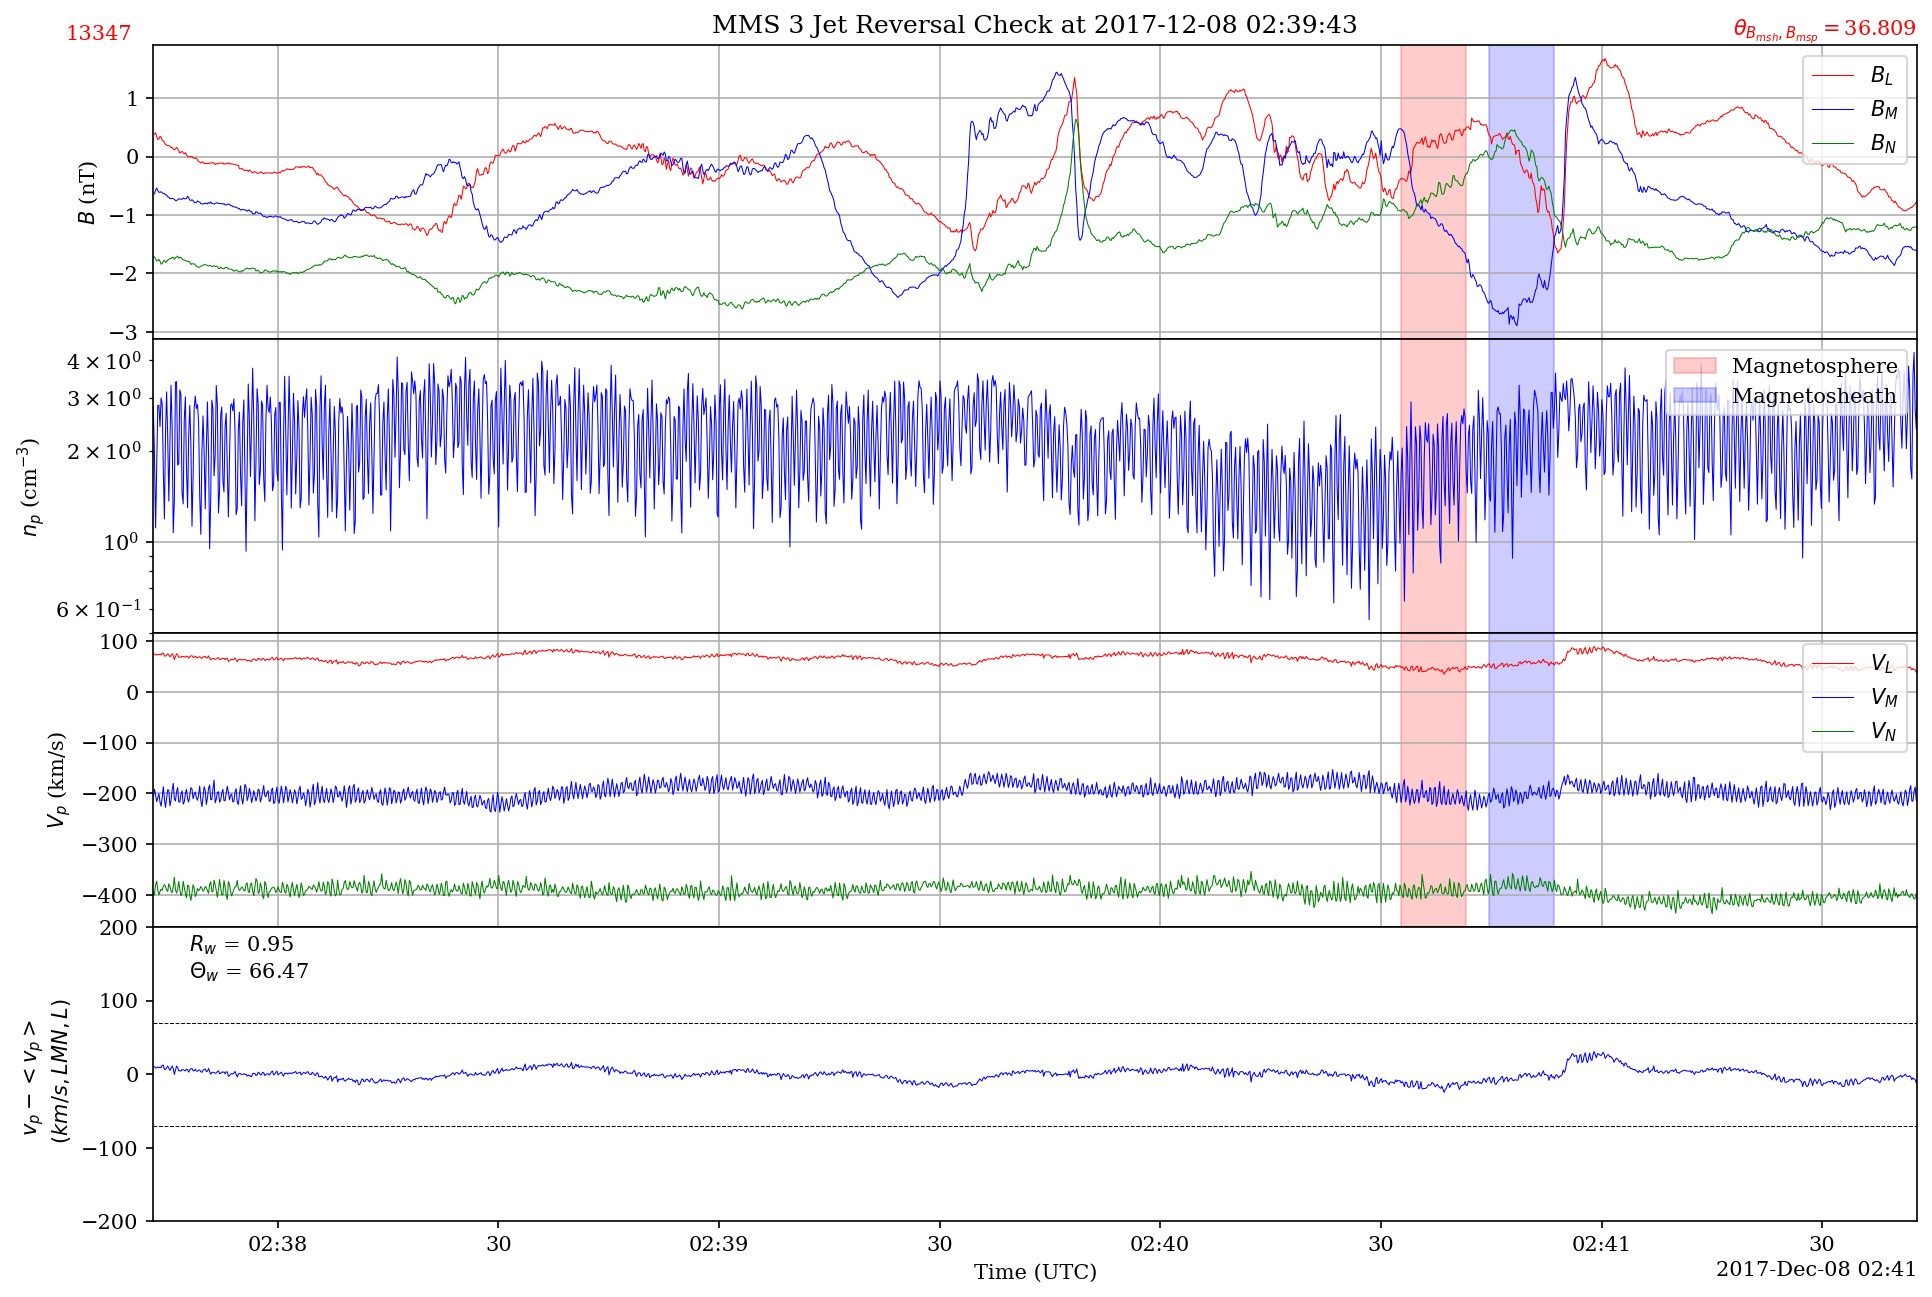 MMS 3 Jet Reversal Check at 2017-12-08 02:39:43
13347
θ_{B_{msh}, B_{msp}} = 36.809
B (nT)
1
0
−1
−2
−3
B_L
B_M
B_N
n_p (cm^{−3})
4 × 10^0
3 × 10^0
2 × 10^0
10^0
6 × 10^{−1}
Magnetosphere
Magnetosheath
V_p (km/s)
100
0
−100
−200
−300
−400
V_L
V_M
V_N
v_p − < v_p >
(km/s, LMN, L)
200
100
0
−100
−200
R_w = 0.95
Θ_w = 66.47
02:38
30
02:39
30
02:40
30
02:41
30
Time (UTC)
2017-Dec-08 02:41